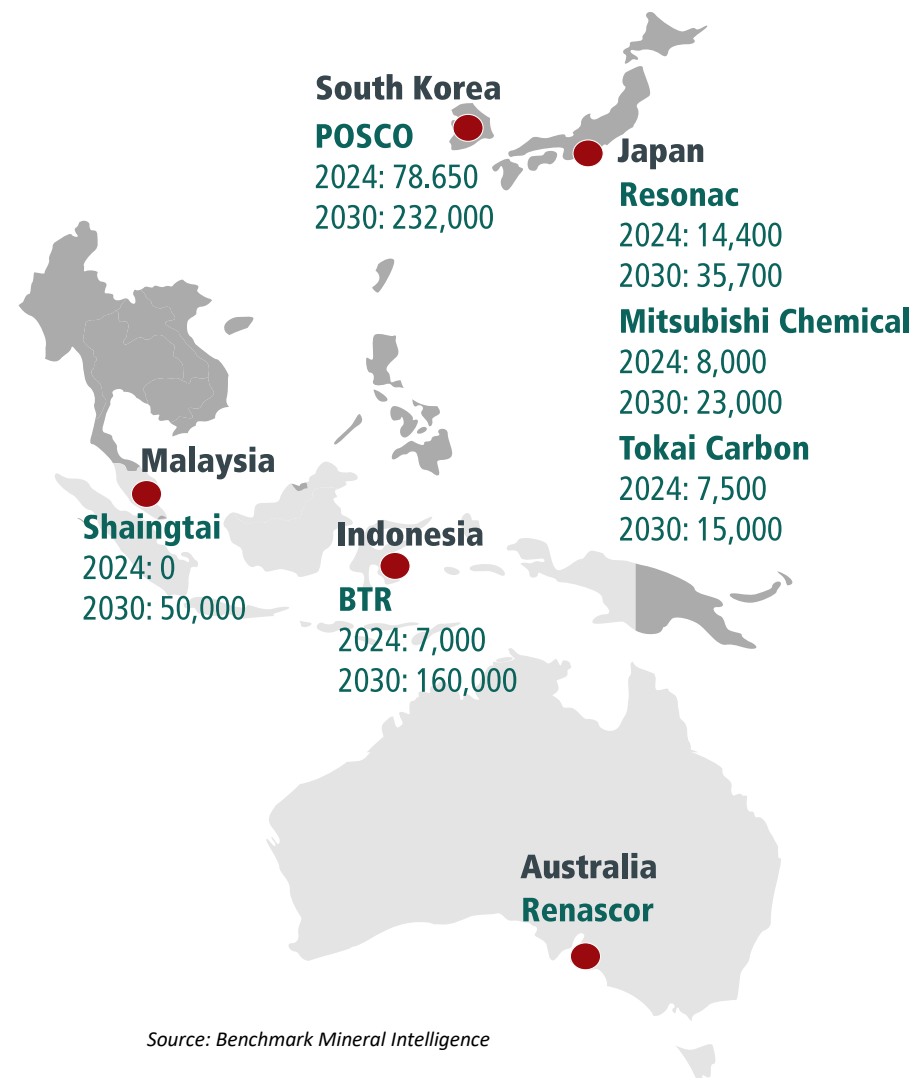 South Korea
POSCO
2024: 78.650
2030: 232,000
Japan
Resonac
2024: 14,400
2030: 35,700
Mitsubishi Chemical
2024: 8,000
2030: 23,000
Tokai Carbon
2024: 7,500
2030: 15,000
Malaysia
Shaingtai
2024: 0
2030: 50,000
Indonesia
BTR
2024: 7,000
2030: 160,000
Australia
Renascor
Source: Benchmark Mineral Intelligence